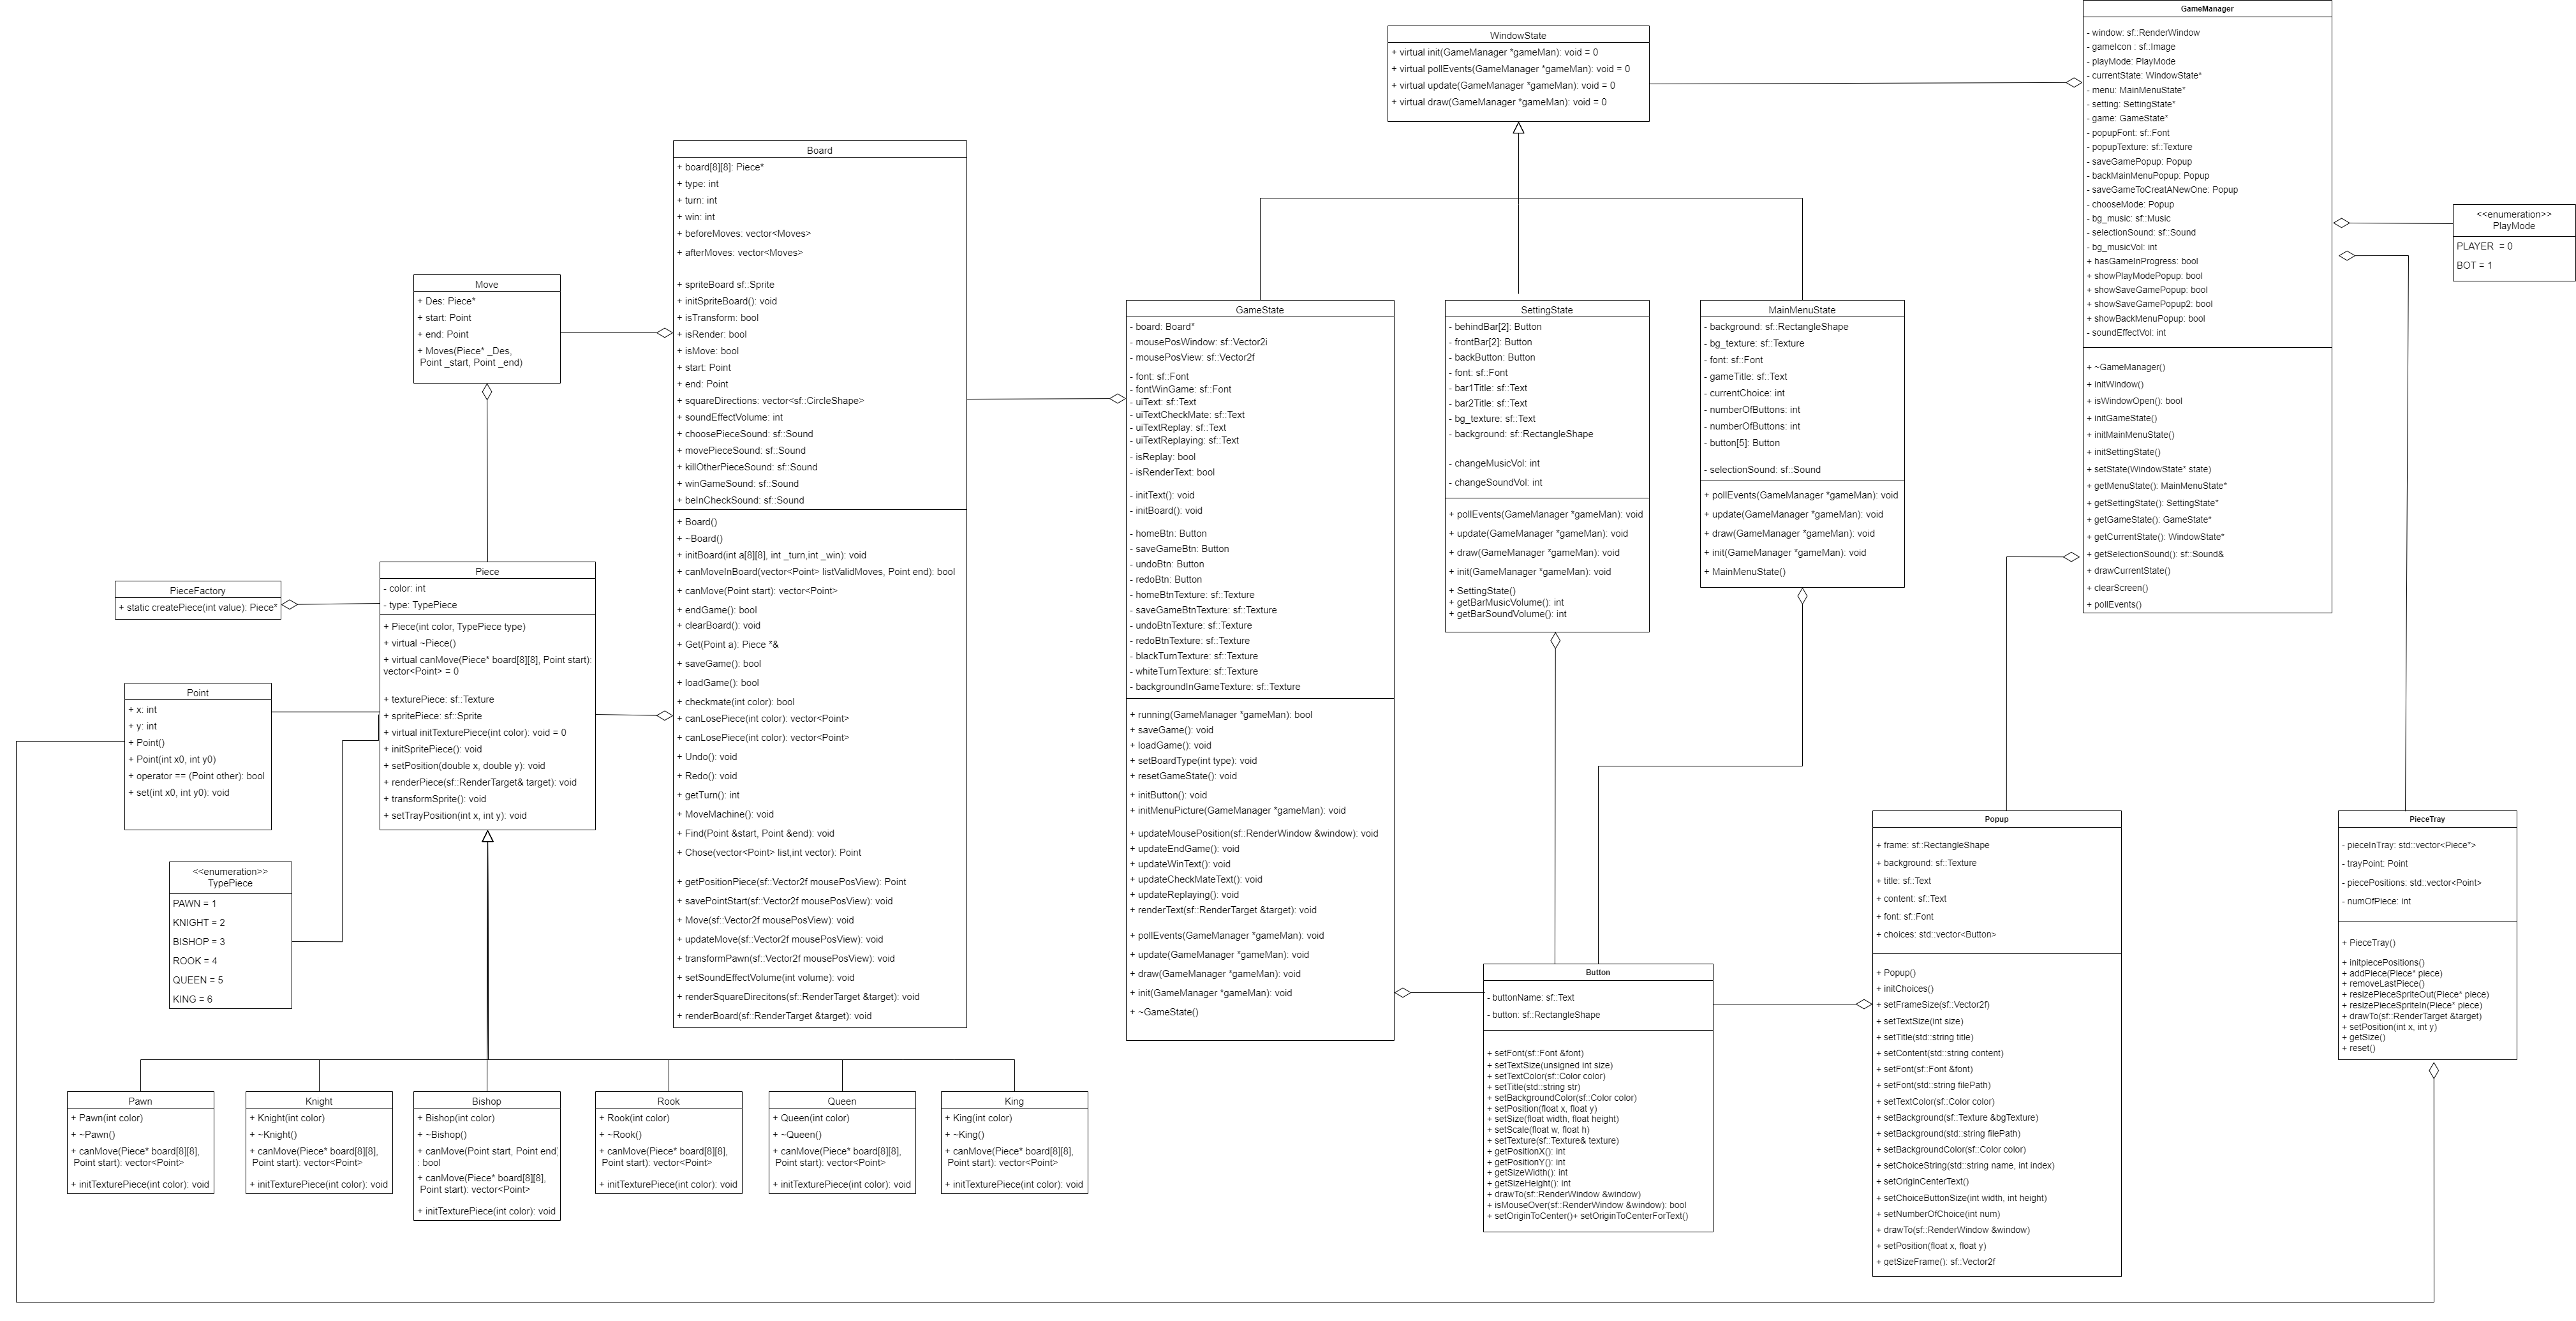 GameManager
- window: sf::RenderWindow
- gameIcon : sf::Image
- playMode: PlayMode
- currentState: WindowState*
- menu: MainMenuState*
- setting: SettingState*
- game: GameState*
- popupFont: sf::Font
- popupTexture: sf::Texture
- saveGamePopup: Popup
- backMainMenuPopup: Popup
- saveGameToCreatANewOne: Popup
- chooseMode: Popup
- bg_music: sf::Music
- selectionSound: sf::Sound
- bg_musicVol: int
+ hasGameInProgress: bool
+ showPlayModePopup: bool
+ showSaveGamePopup: bool
+ showSaveGamePopup2: bool
+ showBackMenuPopup: bool
- soundEffectVol: int
+ ~GameManager()
+ initWindow()
+ isWindowOpen(): bool
+ initGameState()
+ initMainMenuState()
+ initSettingState()
+ setState(WindowState* state)
+ getMenuState(): MainMenuState*
+ getSettingState(): SettingState*
+ getGameState(): GameState*
+ getCurrentState(): WindowState*
+ getSelectionSound(): sf::Sound&
+ drawCurrentState()
+ clearScreen()
+ pollEvents()
WindowState
+ virtual init(GameManager *gameMan): void = 0
+ virtual pollEvents(GameManager *gameMan): void = 0
+ virtual update(GameManager *gameMan): void = 0
+ virtual draw(GameManager *gameMan): void = 0
<<enumeration>>
PlayMode
PLAYER  = 0
BOT = 1
Board
+ board[8][8]: Piece*
+ type: int
+ turn: int
+ win: int
+ beforeMoves: vector<Moves>
+ afterMoves: vector<Moves>
+ spriteBoard sf::Sprite
+ initSpriteBoard(): void
+ isTransform: bool
+ isRender: bool
+ isMove: bool
+ start: Point
+ end: Point
+ squareDirections: vector<sf::CircleShape>
+ soundEffectVolume: int
+ choosePieceSound: sf::Sound
+ movePieceSound: sf::Sound
+ killOtherPieceSound: sf::Sound
+ winGameSound: sf::Sound
+ beInCheckSound: sf::Sound
+ Board()
+ ~Board()
+ initBoard(int a[8][8], int _turn,int _win): void
+ canMoveInBoard(vector<Point> listValidMoves, Point end): bool
+ canMove(Point start): vector<Point>
+ endGame(): bool
+ clearBoard(): void
+ Get(Point a): Piece *&
+ saveGame(): bool
+ loadGame(): bool
+ checkmate(int color): bool
+ canLosePiece(int color): vector<Point>
+ canLosePiece(int color): vector<Point>
+ Undo(): void
+ Redo(): void
+ getTurn(): int
+ MoveMachine(): void
+ Find(Point &start, Point &end): void
+ Chose(vector<Point> list,int vector): Point
+ getPositionPiece(sf::Vector2f mousePosView): Point
+ savePointStart(sf::Vector2f mousePosView): void
+ Move(sf::Vector2f mousePosView): void
+ updateMove(sf::Vector2f mousePosView): void
+ transformPawn(sf::Vector2f mousePosView): void
+ setSoundEffectVolume(int volume): void
+ renderSquareDirecitons(sf::RenderTarget &target): void
+ renderBoard(sf::RenderTarget &target): void
Move
+ Des: Piece*
+ start: Point
+ end: Point
+ Moves(Piece* _Des,
Point _start, Point _end)
GameState
- board: Board*
- mousePosWindow: sf::Vector2i
- mousePosView: sf::Vector2f
- font: sf::Font
- fontWinGame: sf::Font
- uiText: sf::Text
- uiTextCheckMate: sf::Text
- uiTextReplay: sf::Text
- uiTextReplaying: sf::Text
- isReplay: bool
- isRenderText: bool
- initText(): void
- initBoard(): void
- homeBtn: Button
- saveGameBtn: Button
- undoBtn: Button
- redoBtn: Button
- homeBtnTexture: sf::Texture
- saveGameBtnTexture: sf::Texture
- undoBtnTexture: sf::Texture
- redoBtnTexture: sf::Texture
- blackTurnTexture: sf::Texture
- whiteTurnTexture: sf::Texture
- backgroundInGameTexture: sf::Texture
+ running(GameManager *gameMan): bool
+ saveGame(): void
+ loadGame(): void
+ setBoardType(int type): void
+ resetGameState(): void
+ initButton(): void
+ initMenuPicture(GameManager *gameMan): void
+ updateMousePosition(sf::RenderWindow &window): void
+ updateEndGame(): void
+ updateWinText(): void
+ updateCheckMateText(): void
+ updateReplaying(): void
+ renderText(sf::RenderTarget &target): void
+ pollEvents(GameManager *gameMan): void
+ update(GameManager *gameMan): void
+ draw(GameManager *gameMan): void
+ init(GameManager *gameMan): void
+ ~GameState()
SettingState
- behindBar[2]: Button
- frontBar[2]: Button
- backButton: Button
- font: sf::Font
- bar1Title: sf::Text
- bar2Title: sf::Text
- bg_texture: sf::Text
- background: sf::RectangleShape
- changeMusicVol: int
- changeSoundVol: int
+ pollEvents(GameManager *gameMan): void
+ update(GameManager *gameMan): void
+ draw(GameManager *gameMan): void
+ init(GameManager *gameMan): void
+ SettingState()
+ getBarMusicVolume(): int
+ getBarSoundVolume(): int
MainMenuState
- background: sf::RectangleShape
- bg_texture: sf::Texture
- font: sf::Font
- gameTitle: sf::Text
- currentChoice: int
- numberOfButtons: int
- numberOfButtons: int
- button[5]: Button
- selectionSound: sf::Sound
+ pollEvents(GameManager *gameMan): void
+ update(GameManager *gameMan): void
+ draw(GameManager *gameMan): void
+ init(GameManager *gameMan): void
+ MainMenuState()
PieceFactory
+ static createPiece(int value): Piece*
Piece
- color: int
- type: TypePiece
+ Piece(int color, TypePiece type)
+ virtual ~Piece()
+ virtual canMove(Piece* board[8][8], Point start):
vector<Point> = 0
+ texturePiece: sf::Texture
+ spritePiece: sf::Sprite
+ virtual initTexturePiece(int color): void = 0
+ initSpritePiece(): void
+ setPosition(double x, double y): void
+ renderPiece(sf::RenderTarget& target): void
+ transformSprite(): void
+ setTrayPosition(int x, int y): void
Point
+ x: int
+ y: int
+ Point()
+ Point(int x0, int y0)
+ operator == (Point other): bool
+ set(int x0, int y0): void
<<enumeration>>
TypePiece
PAWN = 1
KNIGHT = 2
BISHOP = 3
ROOK = 4
QUEEN = 5
KING = 6
Popup
+ frame: sf::RectangleShape
+ background: sf::Texture
+ title: sf::Text
+ content: sf::Text
+ font: sf::Font
+ choices: std::vector<Button>
+ Popup()
+ initChoices()
+ setFrameSize(sf::Vector2f)
+ setTextSize(int size)
+ setTitle(std::string title)
+ setContent(std::string content)
+ setFont(sf::Font &font)
+ setFont(std::string filePath)
+ setTextColor(sf::Color color)
+ setBackground(sf::Texture &bgTexture)
+ setBackground(std::string filePath)
+ setBackgroundColor(sf::Color color)
+ setChoiceString(std::string name, int index)
+ setOriginCenterText()
+ setChoiceButtonSize(int width, int height)
+ setNumberOfChoice(int num)
+ drawTo(sf::RenderWindow &window)
+ setPosition(float x, float y)
+ getSizeFrame(): sf::Vector2f
PieceTray
- pieceInTray: std::vector<Piece*>
- trayPoint: Point
- piecePositions: std::vector<Point>
- numOfPiece: int
+ PieceTray()
+ initpiecePositions()
+ addPiece(Piece* piece)
+ removeLastPiece()
+ resizePieceSpriteOut(Piece* piece)
+ resizePieceSpriteIn(Piece* piece)
+ drawTo(sf::RenderTarget &target)
+ setPosition(int x, int y)
+ getSize()
+ reset()
Button
- buttonName: sf::Text
- button: sf::RectangleShape
+ setFont(sf::Font &font)
+ setTextSize(unsigned int size)
+ setTextColor(sf::Color color)
+ setTitle(std::string str)
+ setBackgroundColor(sf::Color color)
+ setPosition(float x, float y)
+ setSize(float width, float height)
+ setScale(float w, float h)
+ setTexture(sf::Texture& texture)
+ getPositionX(): int
+ getPositionY(): int
+ getSizeWidth(): int
+ getSizeHeight(): int
+ drawTo(sf::RenderWindow &window)
+ isMouseOver(sf::RenderWindow &window): bool
+ setOriginToCenter()+ setOriginToCenterForText()
Pawn
+ Pawn(int color)
+ ~Pawn()
+ canMove(Piece* board[8][8],
Point start): vector<Point>
+ initTexturePiece(int color): void
Knight
+ Knight(int color)
+ ~Knight()
+ canMove(Piece* board[8][8],
Point start): vector<Point>
+ initTexturePiece(int color): void
Bishop
+ Bishop(int color)
+ ~Bishop()
+ canMove(Point start, Point end)
: bool
+ canMove(Piece* board[8][8],
Point start): vector<Point>
+ initTexturePiece(int color): void
Rook
+ Rook(int color)
+ ~Rook()
+ canMove(Piece* board[8][8],
Point start): vector<Point>
+ initTexturePiece(int color): void
Queen
+ Queen(int color)
+ ~Queen()
+ canMove(Piece* board[8][8],
Point start): vector<Point>
+ initTexturePiece(int color): void
King
+ King(int color)
+ ~King()
+ canMove(Piece* board[8][8],
Point start): vector<Point>
+ initTexturePiece(int color): void